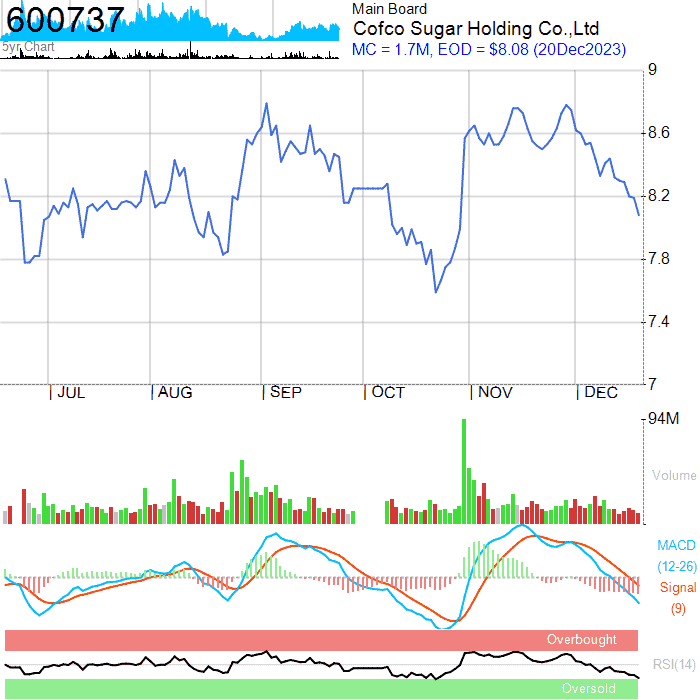 600737
5yr Chart
Main Board
Cofco Sugar Holding Co.,Ltd
MC = 1.7M, EOD = $8.08 (20Dec2023)
9
8.6
8.2
7.8
7.4
7
JUL AUG SEP OCT NOV DEC
94M
Volume
MACD
(12-26)
Signal
(9)
Overbought
RSI(14)
Oversold